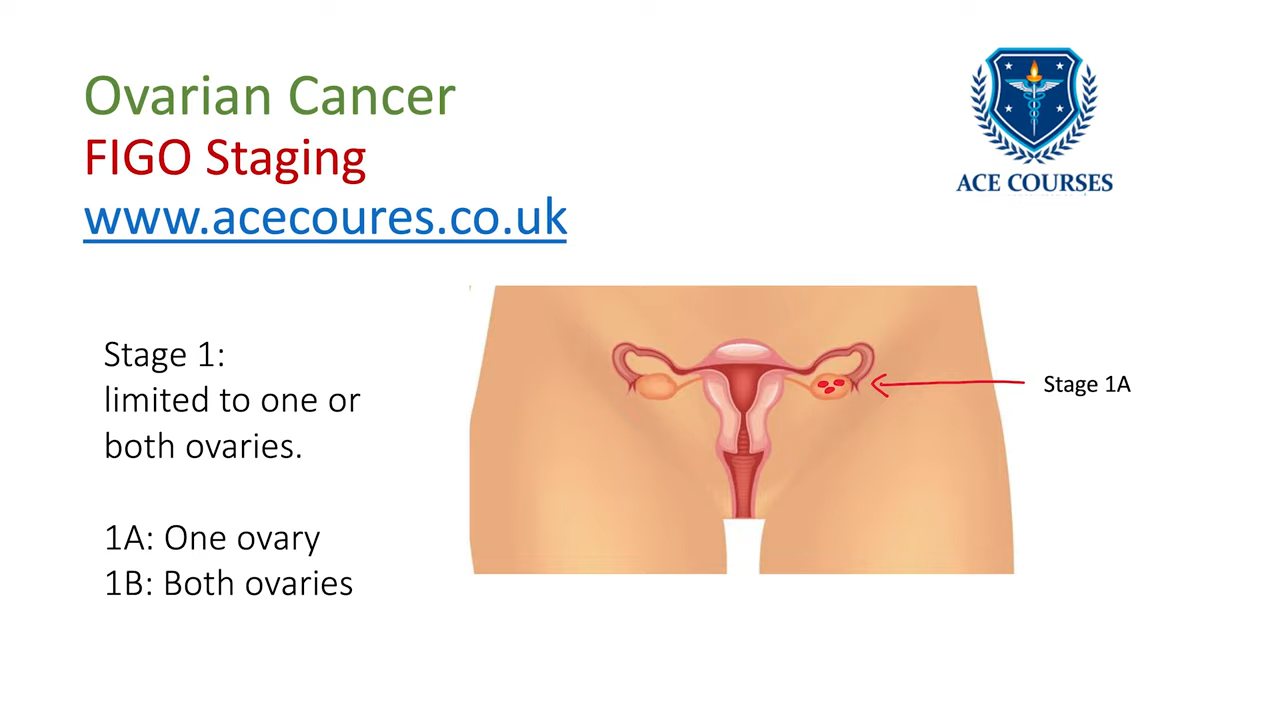 Ovarian Cancer
FIGO Staging
www.acecoures.co.uk
ACE COURSES
Stage 1:
limited to one or
both ovaries.
Stage 1A
1A: One ovary
1B: Both ovaries